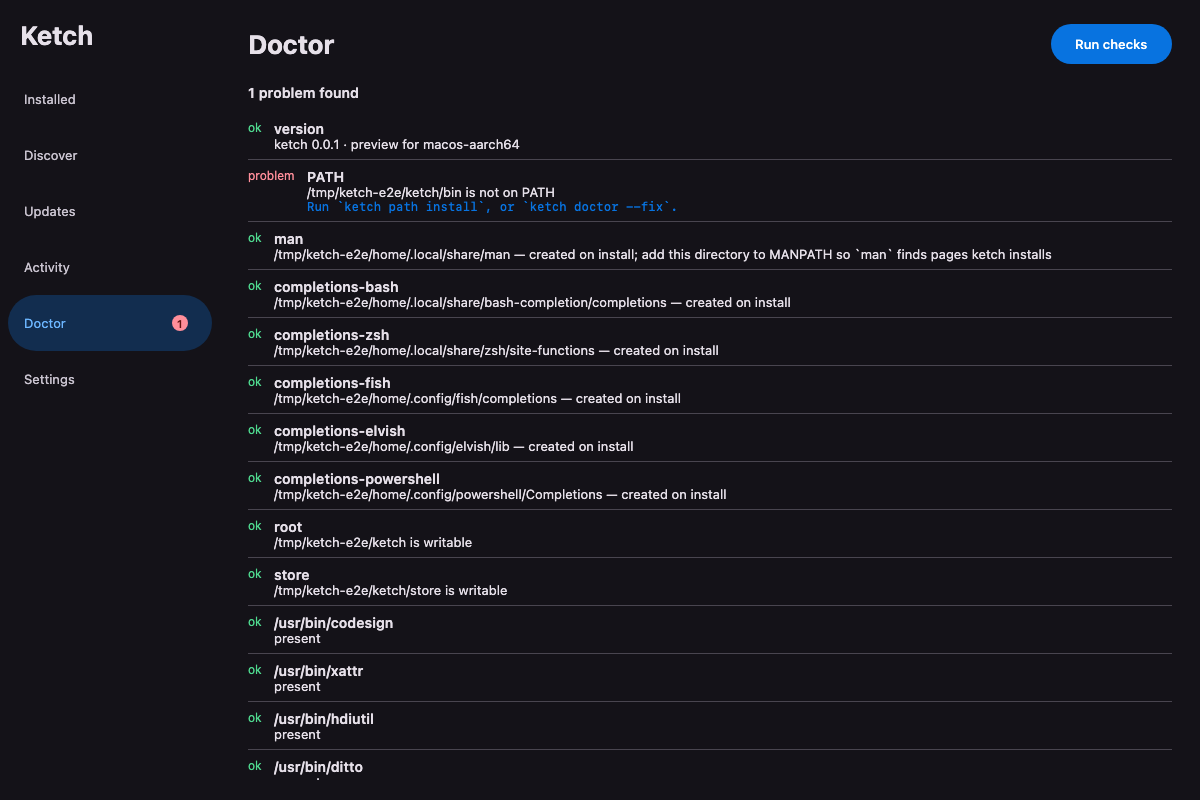 Ketch
Installed
Discover
Updates
Activity
Doctor
1
Settings
Doctor
Run checks
1 problem found
ok version
ketch 0.0.1 · preview for macos-aarch64
problem PATH
/tmp/ketch-e2e/ketch/bin is not on PATH
Run `ketch path install`, or `ketch doctor --fix`.
ok man
/tmp/ketch-e2e/home/.local/share/man — created on install; add this directory to MANPATH so `man` finds pages ketch installs
ok completions-bash
/tmp/ketch-e2e/home/.local/share/bash-completion/completions — created on install
ok completions-zsh
/tmp/ketch-e2e/home/.local/share/zsh/site-functions — created on install
ok completions-fish
/tmp/ketch-e2e/home/.config/fish/completions — created on install
ok completions-elvish
/tmp/ketch-e2e/home/.config/elvish/lib — created on install
ok completions-powershell
/tmp/ketch-e2e/home/.config/powershell/Completions — created on install
ok root
/tmp/ketch-e2e/ketch is writable
ok store
/tmp/ketch-e2e/ketch/store is writable
ok /usr/bin/codesign
present
ok /usr/bin/xattr
present
ok /usr/bin/hdiutil
present
ok /usr/bin/ditto